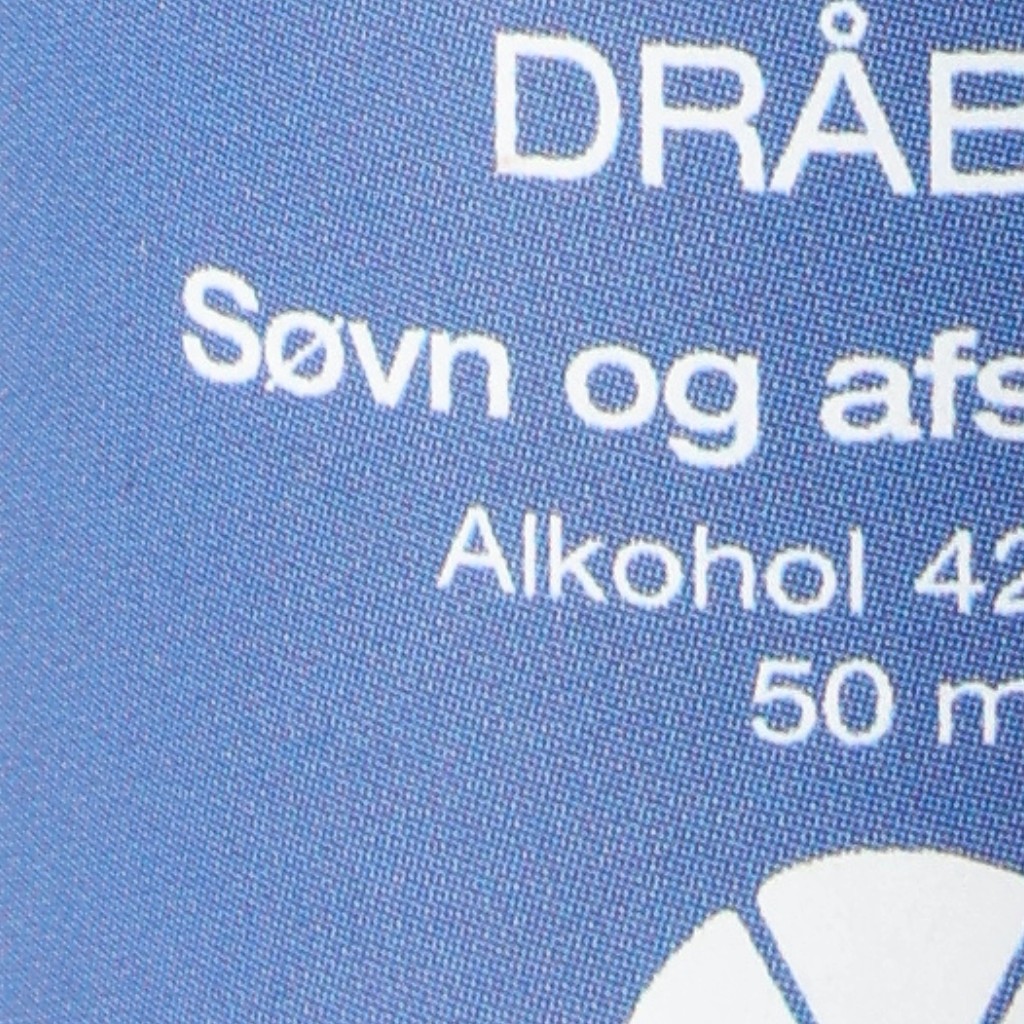 DRÅB
Søvn og afs
Alkohol 42
50 m